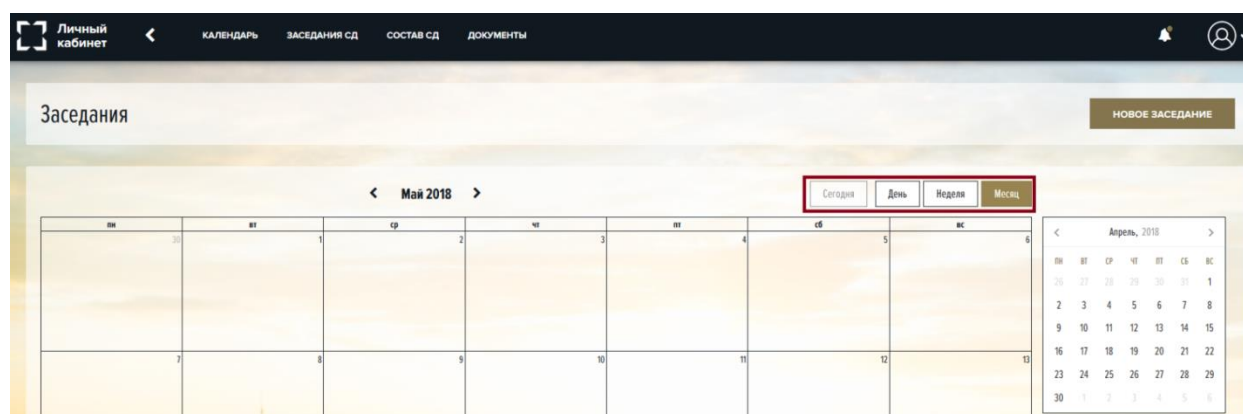 Личный
кабинет
КАЛЕНДАРЬ ЗАСЕДАНИЯ СД СОСТАВ СД ДОКУМЕНТЫ
Заседания
НОВОЕ ЗАСЕДАНИЕ
Май 2018
Сегодня День Неделя Месяц
пн вт ср чт пт сб вс
30 1 2 3 4 5 6
7 8 9 10 11 12 13
Апрель, 2018
ПН ВТ СР ЧТ ПТ СБ ВС
26 27 28 29 30 31 1
2 3 4 5 6 7 8
9 10 11 12 13 14 15
16 17 18 19 20 21 22
23 24 25 26 27 28 29
30 1 2 3 4 5 6